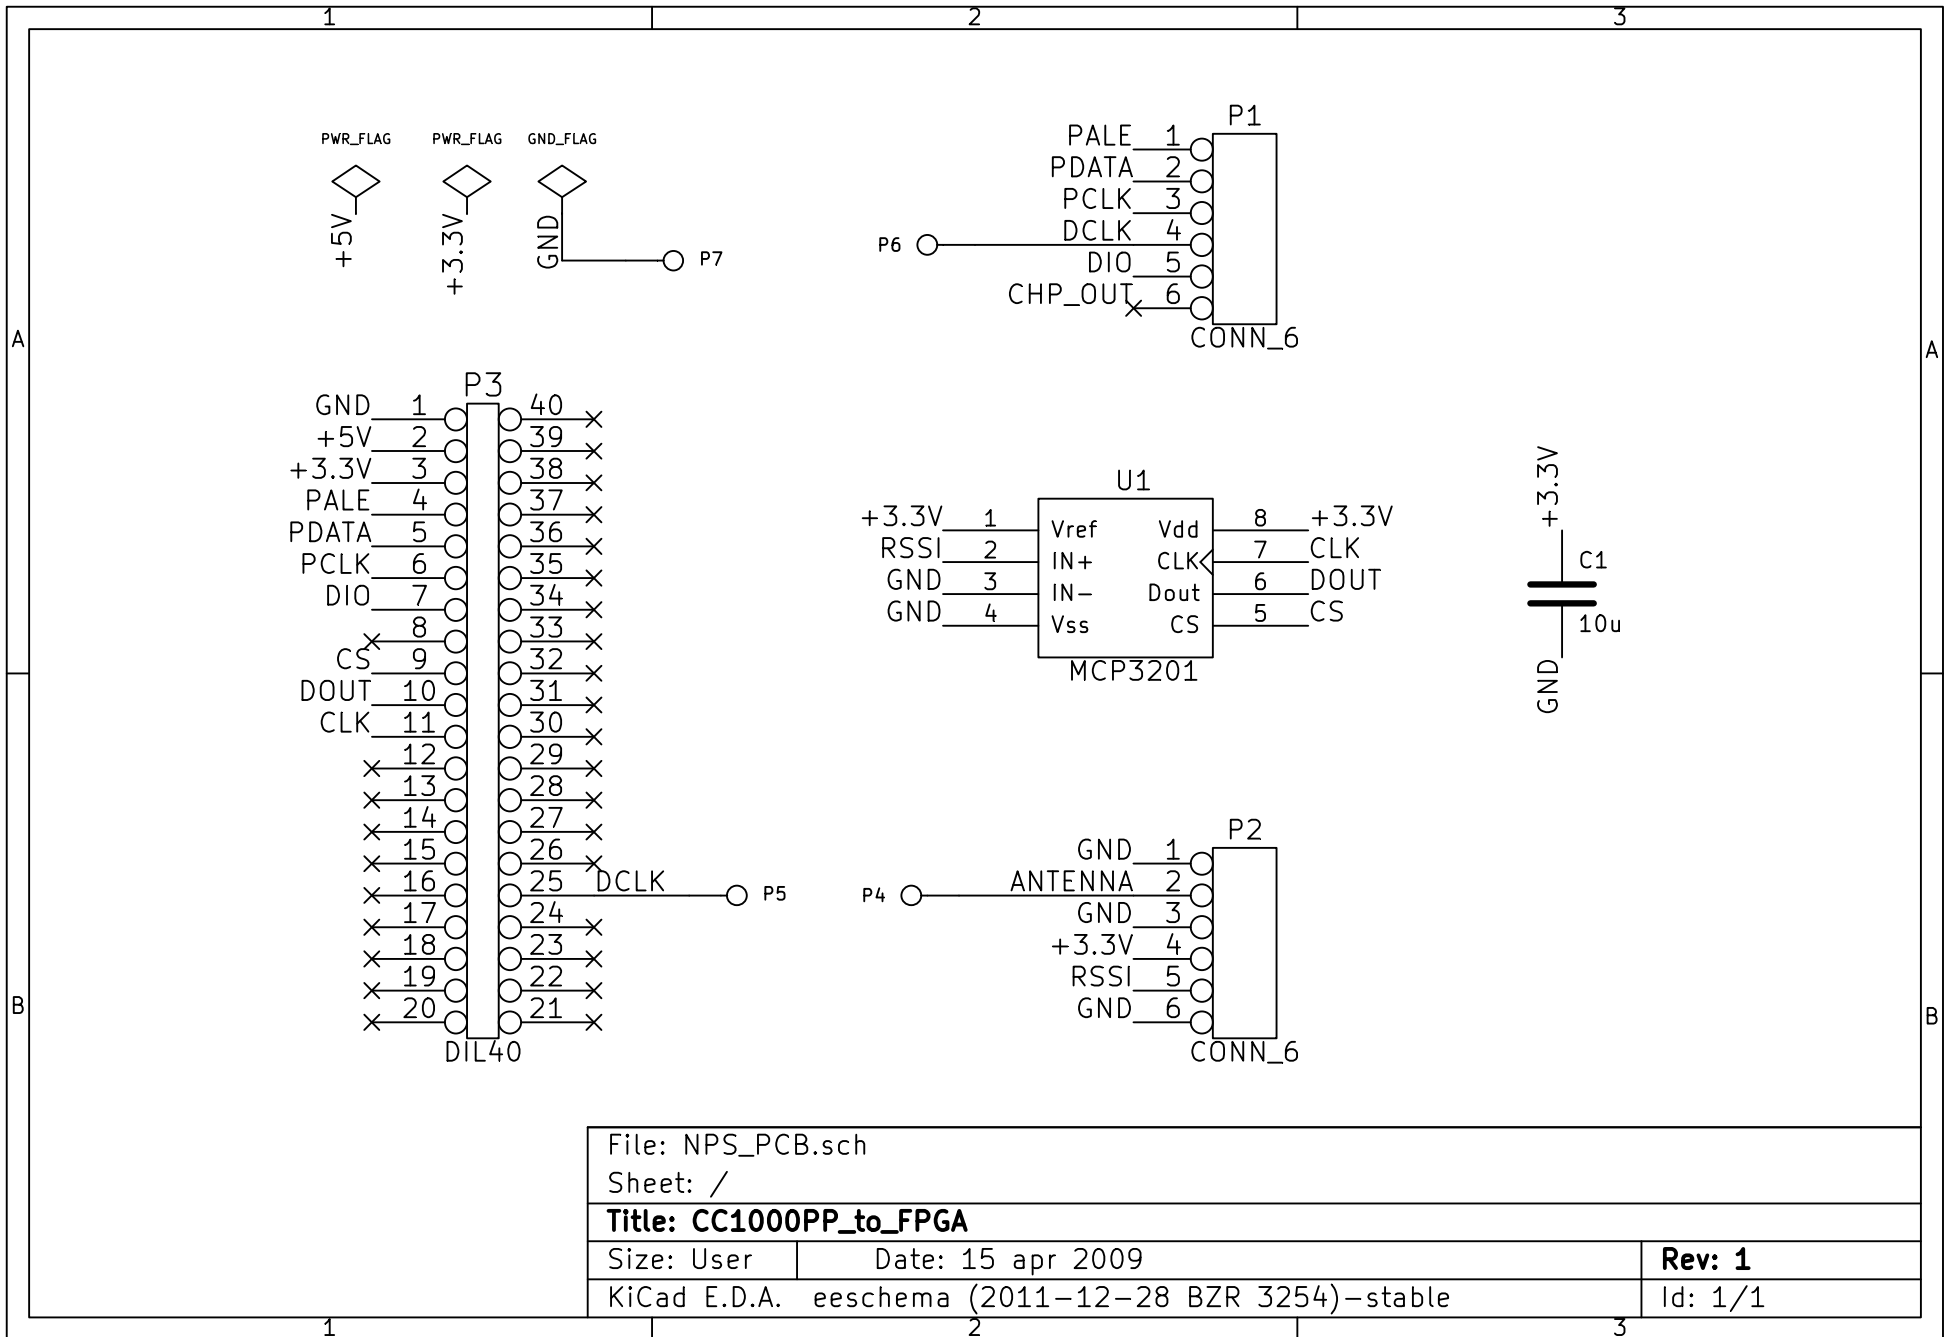 1 2 3
PWR_FLAG PWR_FLAG GND_FLAG
+5V +3.3V GND
P7
P1
PALE 1
PDATA 2
PCLK 3
P6 DCLK 4
DIO 5
CHP_OUT 6
CONN_6
A A
P3
GND 1 40
+5V 2 39
+3.3V 3 38
PALE 4 37
PDATA 5 36
PCLK 6 35
DIO 7 34
8 33
CS 9 32
DOUT 10 31
CLK 11 30
12 29
13 28
14 27
15 26
16 25 DCLK P5
17 24
18 23
19 22
20 21
DIL40
U1
+3.3V 1 Vref Vdd 8 +3.3V
RSSI 2 IN+ CLK 7 CLK
GND 3 IN- Dout 6 DOUT
GND 4 Vss CS 5 CS
MCP3201
+3.3V
C1
10u
GND
P2
GND 1
P4 ANTENNA 2
GND 3
+3.3V 4
RSSI 5
GND 6
CONN_6
B B
File: NPS_PCB.sch
Sheet: /
Title: CC1000PP_to_FPGA
Size: User Date: 15 apr 2009 Rev: 1
KiCad E.D.A. eeschema (2011-12-28 BZR 3254)-stable Id: 1/1
1 2 3